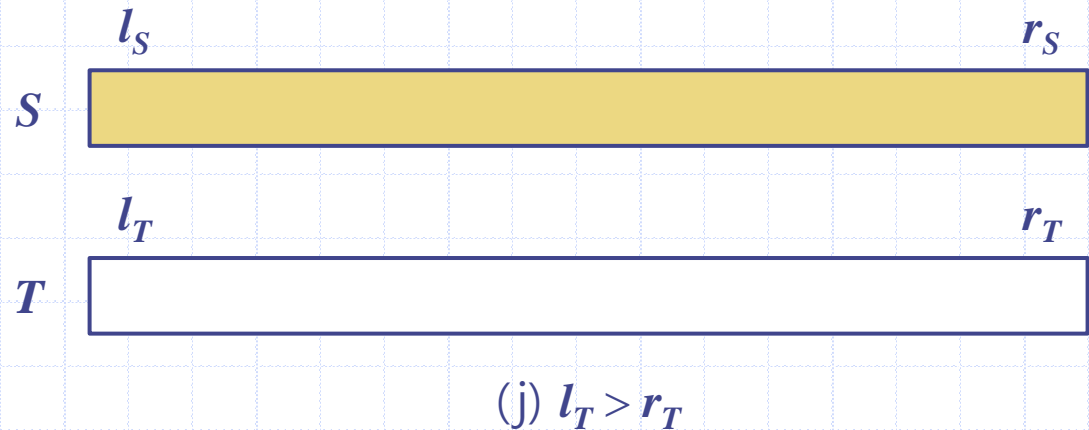 l_S r_S
S
l_T r_T
T
(j) l_T > r_T